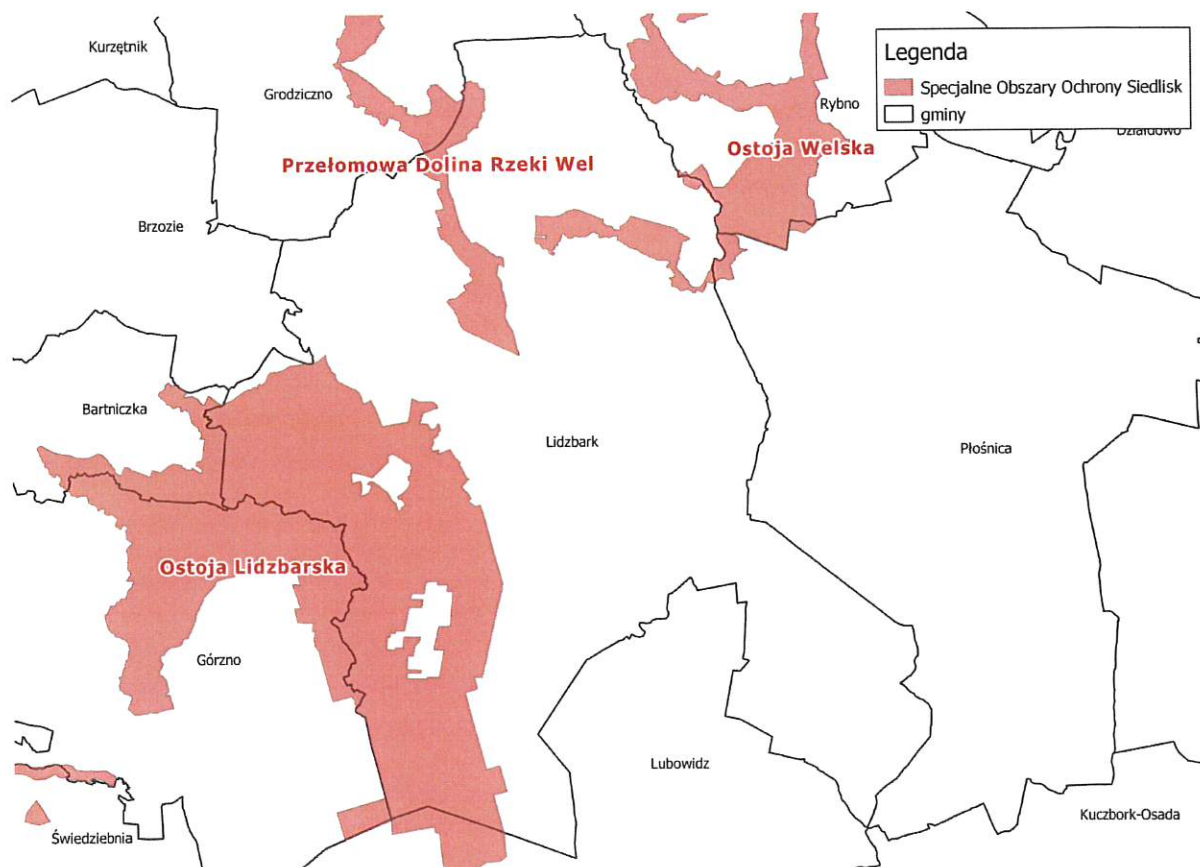 Kurzętnik
Grodziczno
Legenda
Specjalne Obszary Ochrony Siedlisk
gminy
Rybno
Działdowo
Ostoja Welska
Przełomowa Dolina Rzeki Wel
Brzozie
Bartniczka
Lidzbark
Płośnica
Ostoja Lidzbarska
Górzno
Lubowidz
Kuczbork-Osada
Świedziebnia